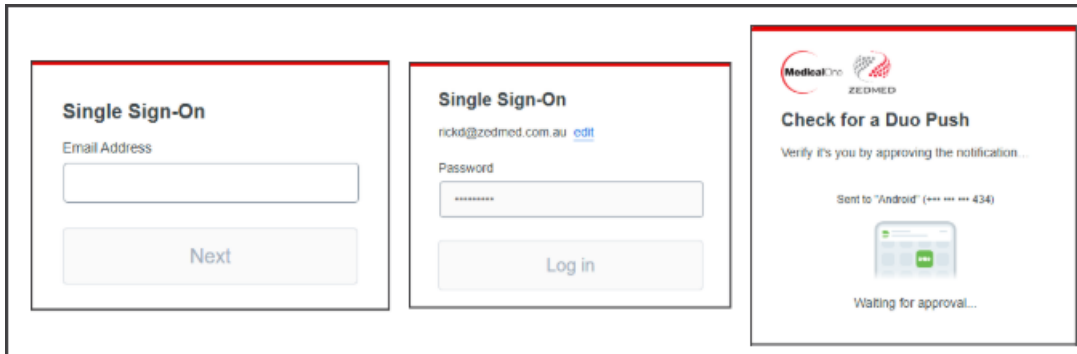 Single Sign-On
Email Address
Next
Single Sign-On
rickd@zedmed.com.au edit
Password
•••••••••
Log in
MedicalOne
ZEDMED
Check for a Duo Push
Verify it's you by approving the notification...
Sent to "Android" (••• ••• ••• 434)
Waiting for approval...